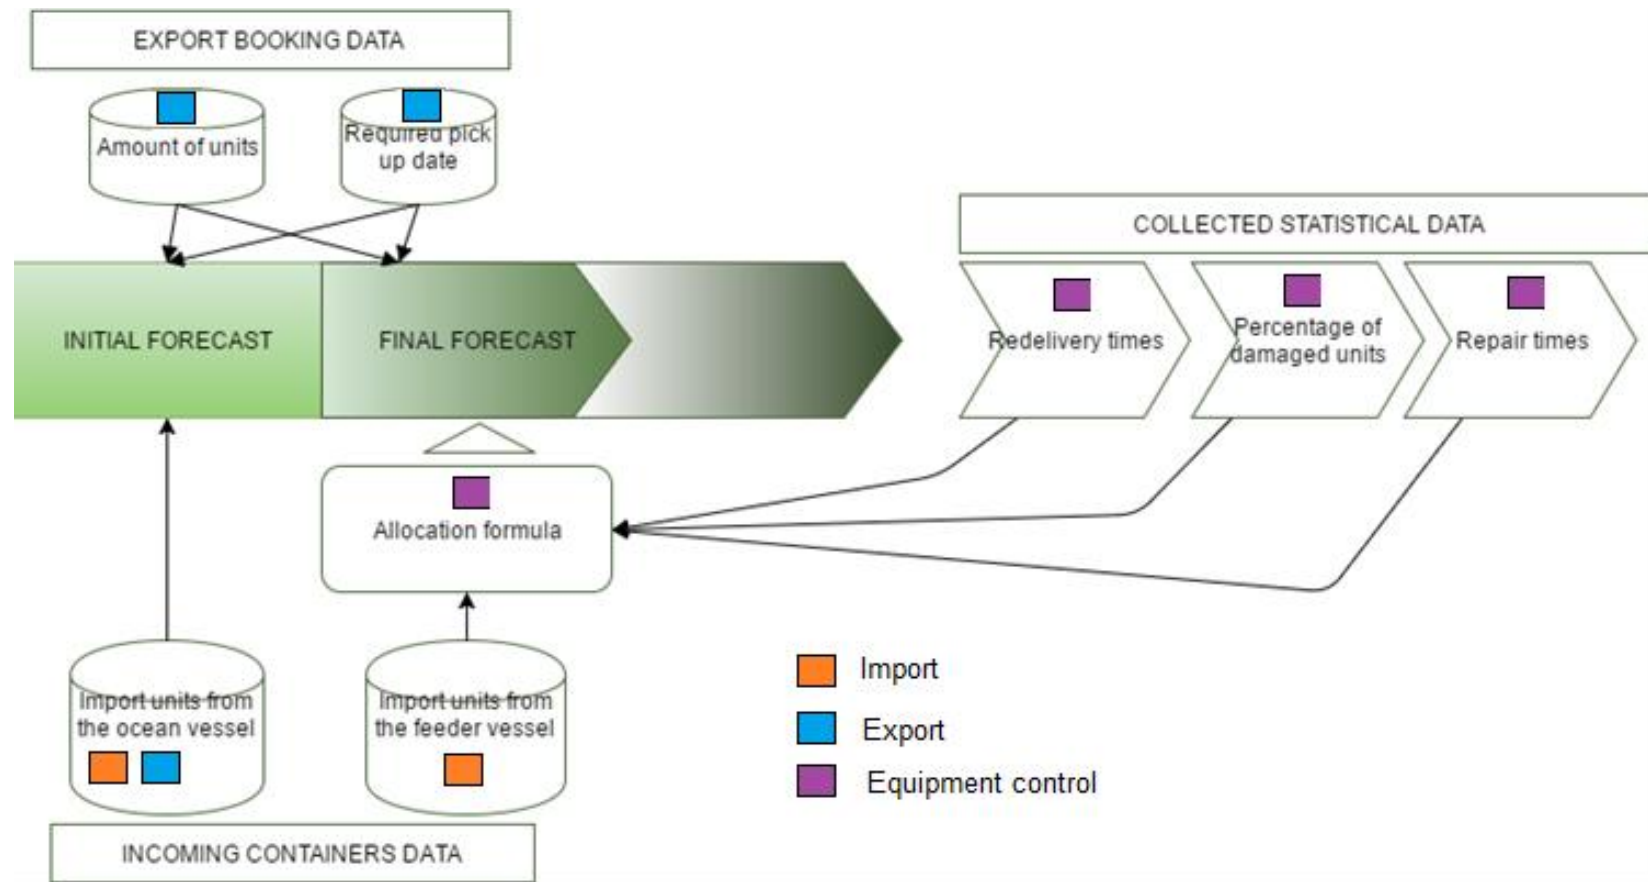 EXPORT BOOKING DATA
Amount of units
Required pick
up date
COLLECTED STATISTICAL DATA
INITIAL FORECAST
FINAL FORECAST
Redelivery times
Percentage of
damaged units
Repair times
Allocation formula
Import units from
the ocean vessel
Import units from
the feeder vessel
Import
Export
Equipment control
INCOMING CONTAINERS DATA